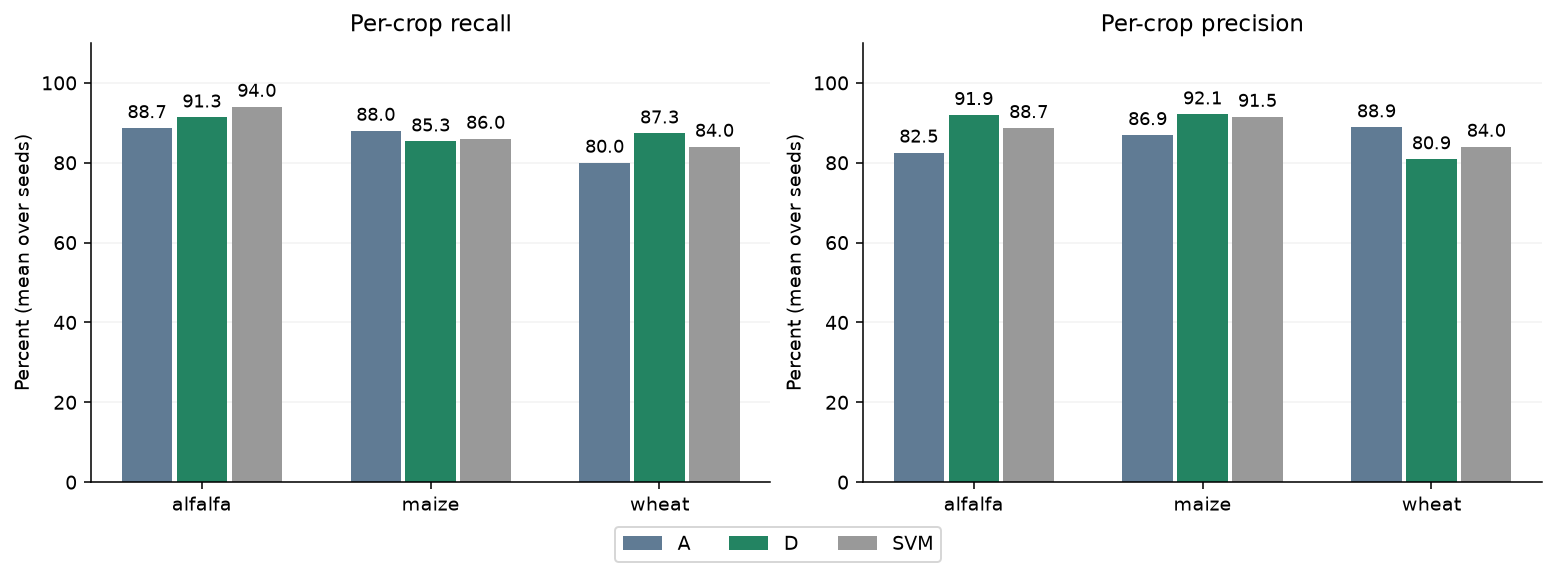 Per-crop recall
Percent (mean over seeds)
100
80
60
40
20
0
88.7 91.3 94.0
88.0 85.3 86.0
80.0 87.3 84.0
alfalfa maize wheat
Per-crop precision
Percent (mean over seeds)
100
80
60
40
20
0
82.5 91.9 88.7
86.9 92.1 91.5
88.9 80.9 84.0
alfalfa maize wheat
A D SVM